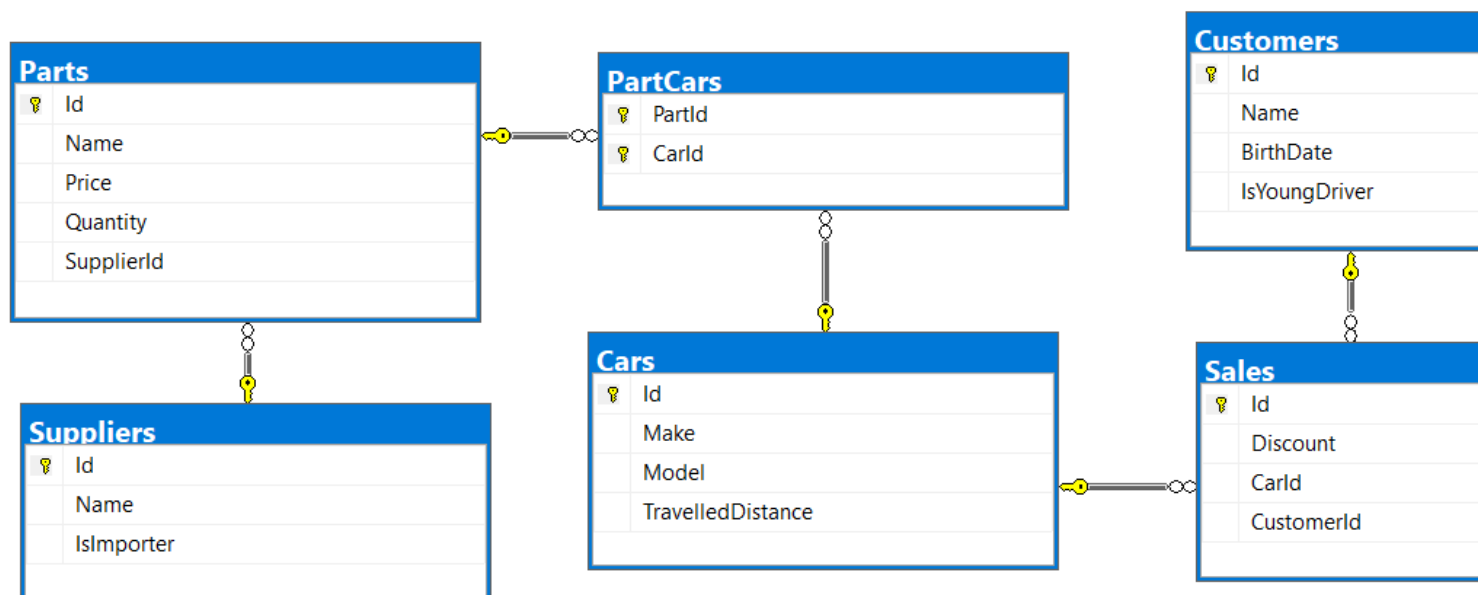 Parts
Id
Name
Price
Quantity
SupplierId
PartCars
PartId
CarId
Customers
Id
Name
BirthDate
IsYoungDriver
Suppliers
Id
Name
IsImporter
Cars
Id
Make
Model
TravelledDistance
Sales
Id
Discount
CarId
CustomerId